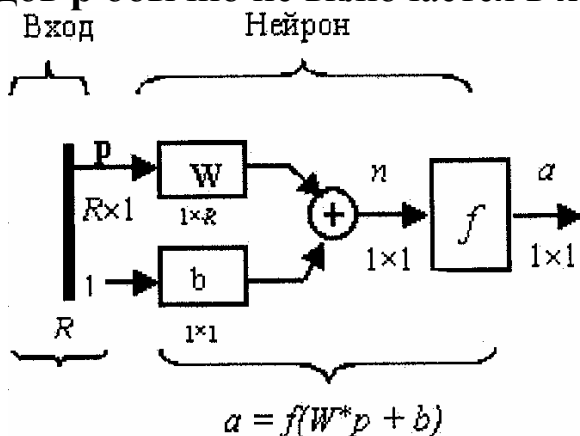 Вход Нейрон
p W n a
R×1 1×R + f
1×1 1×1
1 b
R 1×1
a = f(W*p + b)